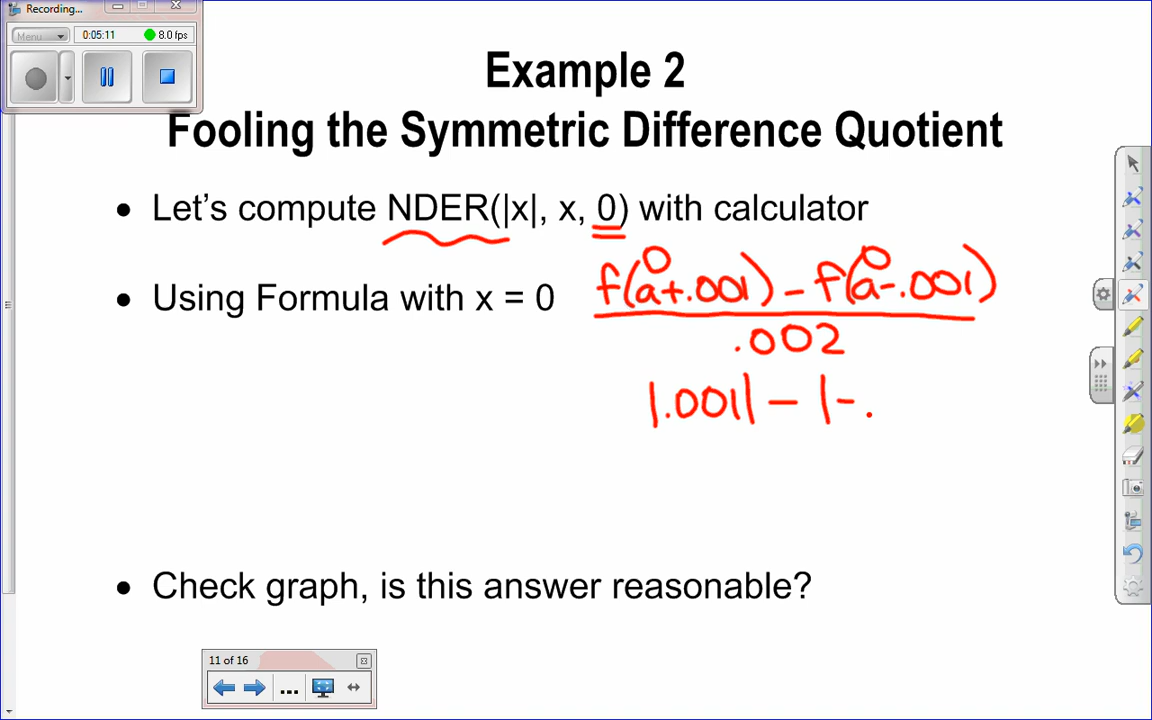 Recording...
Menu
0:05:11
8.0 fps
Example 2
Fooling the Symmetric Difference Quotient
• Let's compute NDER(|x|, x, 0) with calculator
• Using Formula with x = 0
0 0
f(a+.001) – f(a-.001)
.002
|.001| – |-.
• Check graph, is this answer reasonable?
11 of 16
...